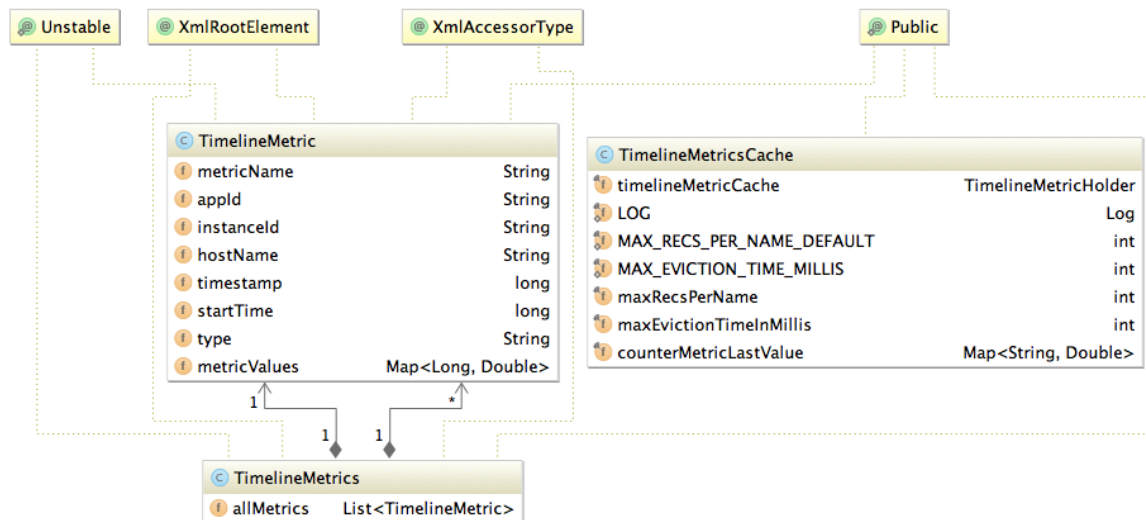 Unstable
XmlRootElement
XmlAccessorType
Public
TimelineMetric
metricName String
appId String
instanceId String
hostName String
timestamp long
startTime long
type String
metricValues Map<Long, Double>
TimelineMetricsCache
timelineMetricCache TimelineMetricHolder
LOG Log
MAX_RECS_PER_NAME_DEFAULT int
MAX_EVICTION_TIME_MILLIS int
maxRecsPerName int
maxEvictionTimeInMillis int
counterMetricLastValue Map<String, Double>
1 *
1 1
TimelineMetrics
allMetrics List<TimelineMetric>